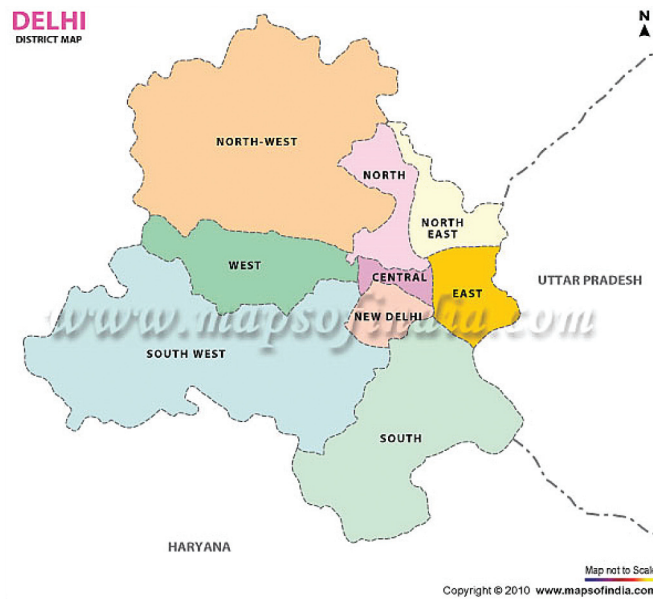 DELHI
DISTRICT MAP
N
NORTH-WEST
NORTH
NORTH
EAST
WEST
CENTRAL
EAST
UTTAR PRADESH
NEW DELHI
www.mapsofindia.com
SOUTH WEST
SOUTH
HARYANA
Map not to Scale
Copyright © 2010 www.mapsofindia.com